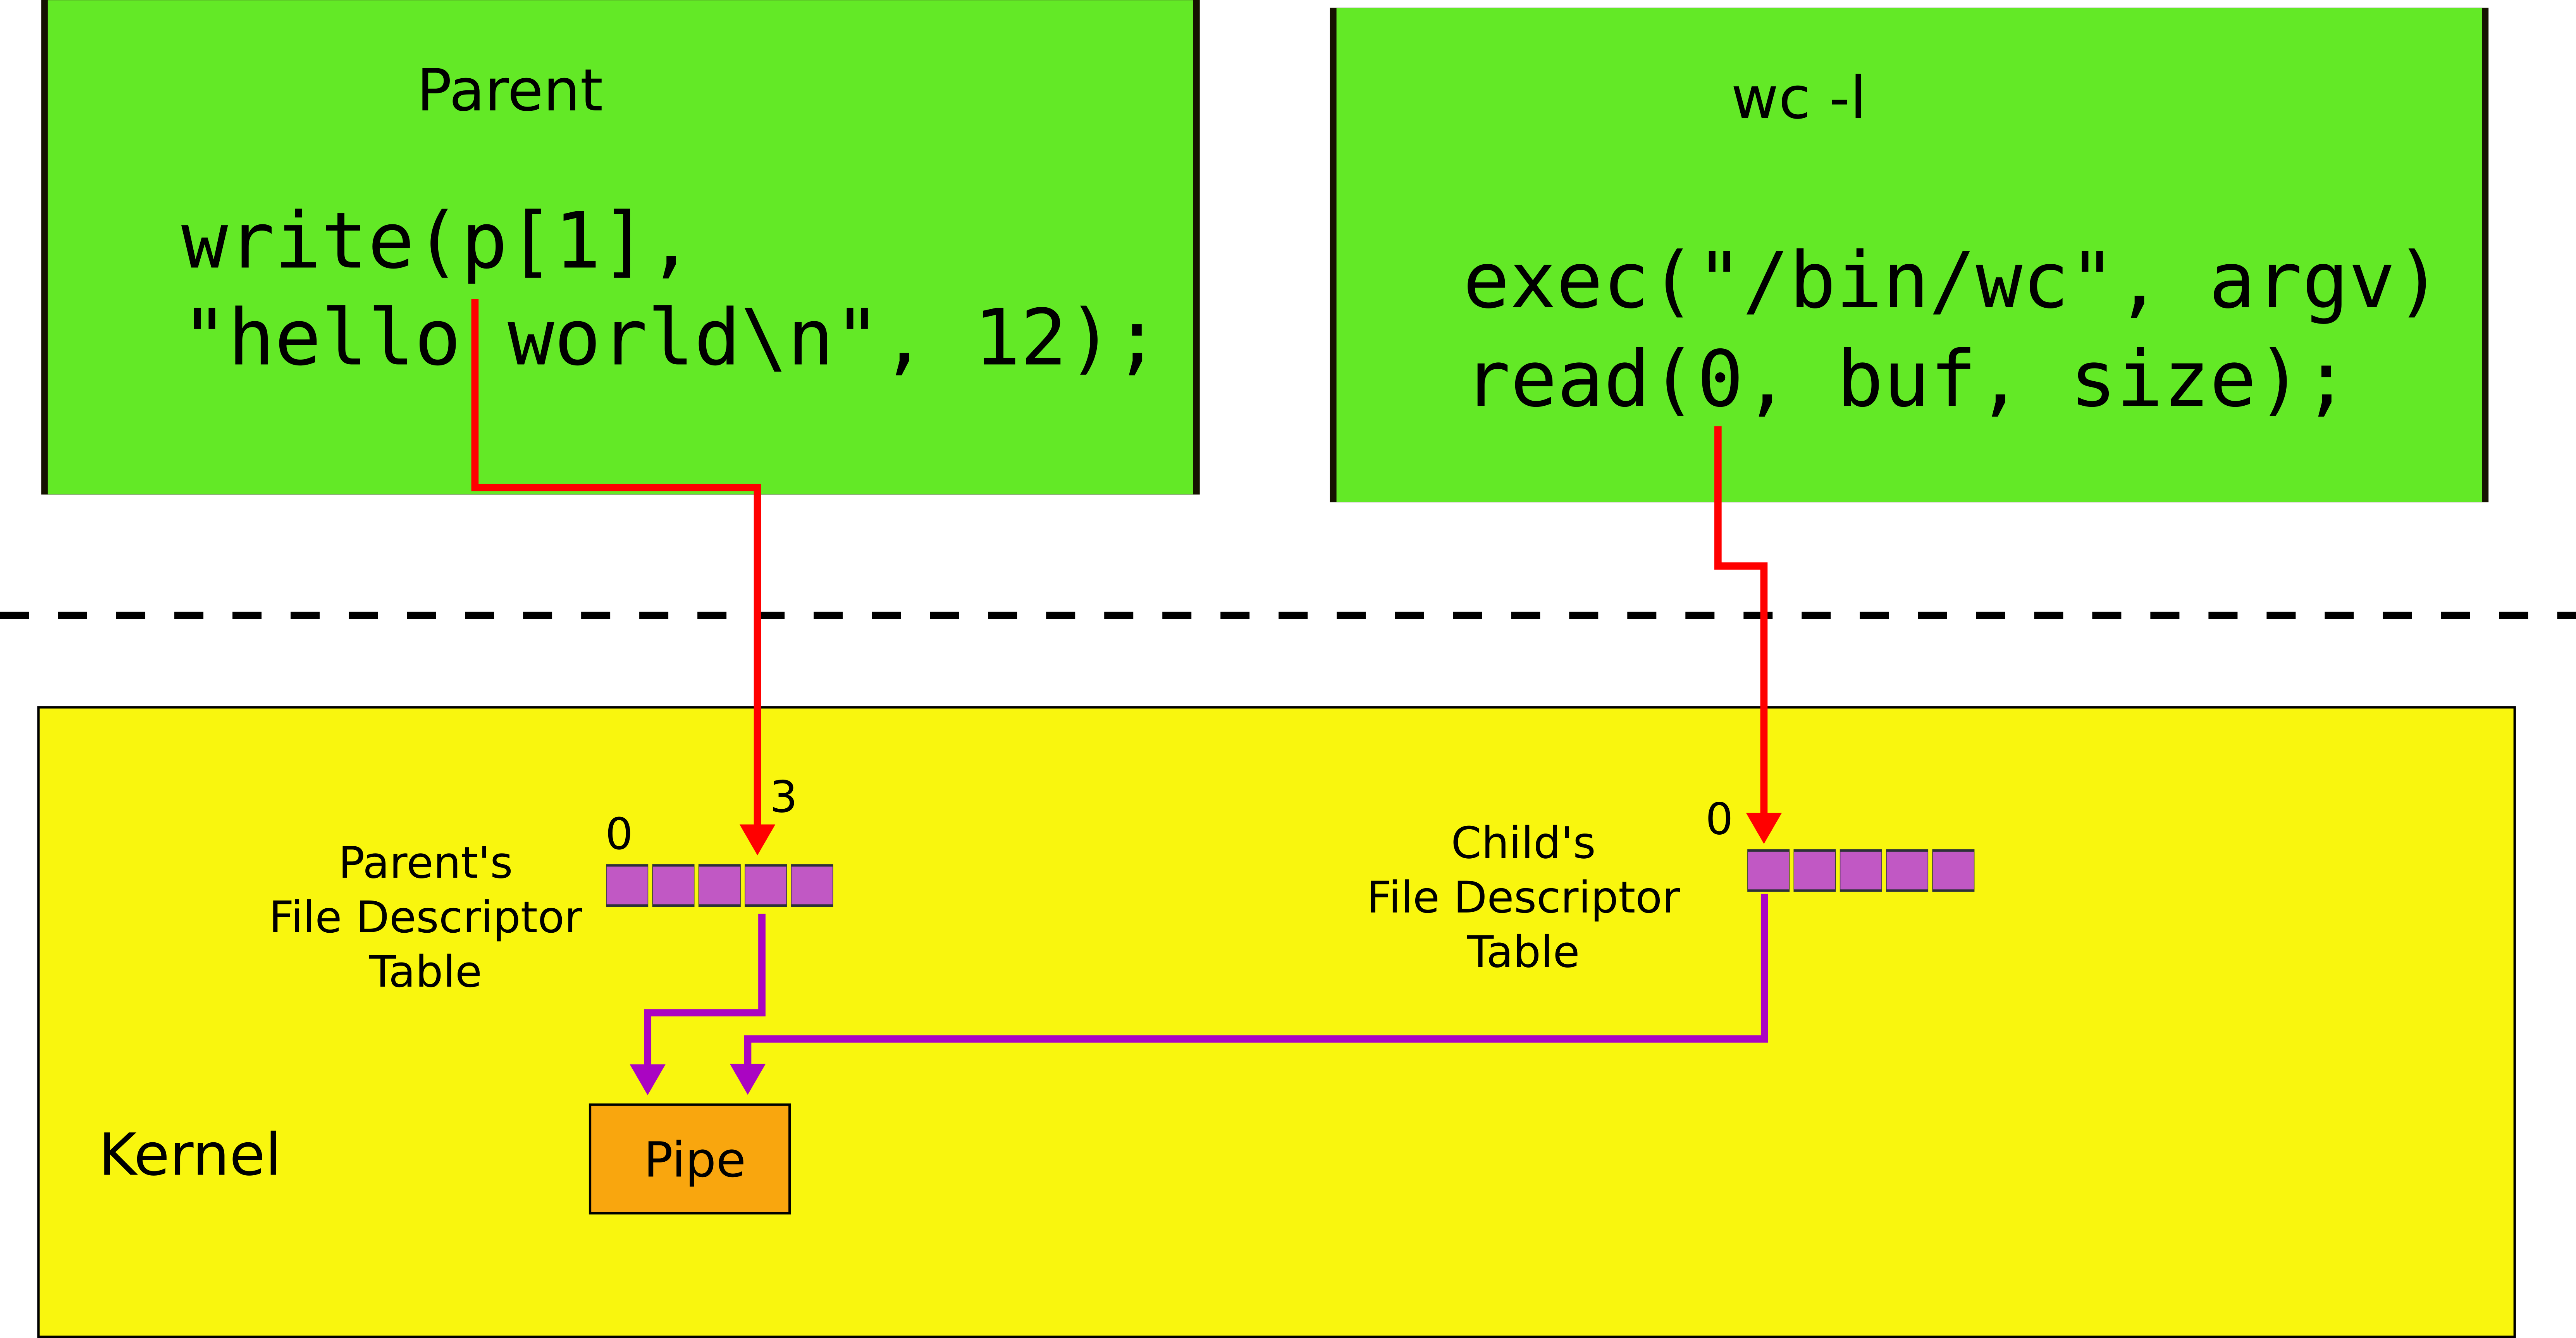 Parent
write(p[1],
"hello world\n", 12);
wc -l
exec("/bin/wc", argv)
read(0, buf, size);
0
3
Parent's
File Descriptor
Table
0
Child's
File Descriptor
Table
Kernel
Pipe